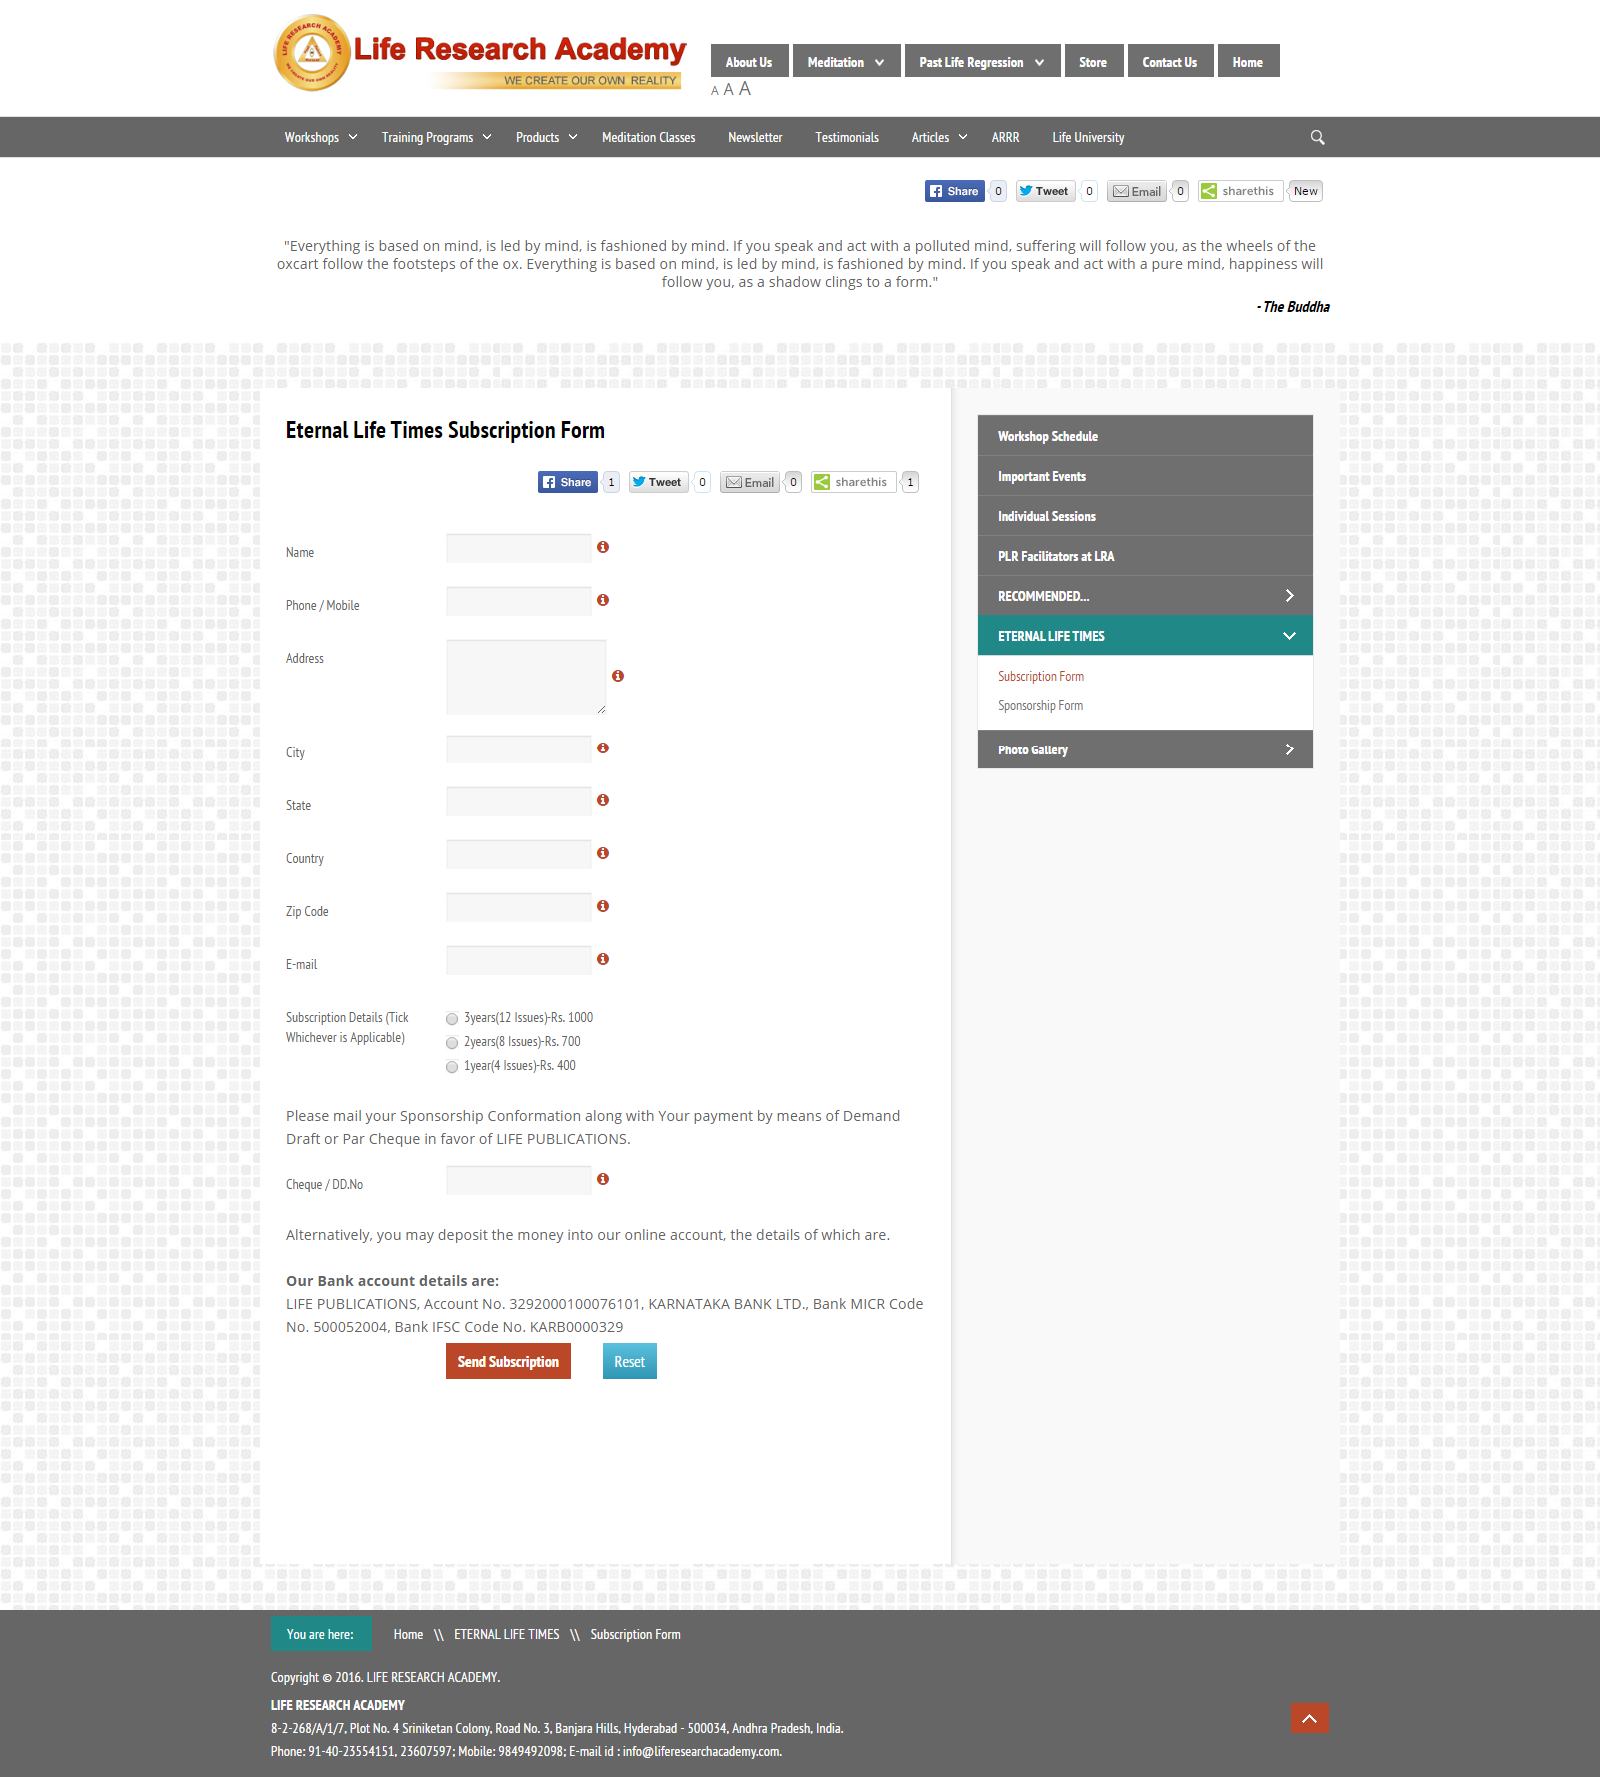 LIFE RESEARCH ACADEMY
WE CREATE OUR OWN REALITY
Life Research Academy
WE CREATE OUR OWN REALITY
About Us
Meditation
Past Life Regression
Store
Contact Us
Home
A A A
Workshops
Training Programs
Products
Meditation Classes
Newsletter
Testimonials
Articles
ARRR
Life University
Share 0 Tweet 0 Email 0 sharethis New
"Everything is based on mind, is led by mind, is fashioned by mind. If you speak and act with a polluted mind, suffering will follow you, as the wheels of the
oxcart follow the footsteps of the ox. Everything is based on mind, is led by mind, is fashioned by mind. If you speak and act with a pure mind, happiness will
follow you, as a shadow clings to a form."
- The Buddha
Eternal Life Times Subscription Form
Share 1 Tweet 0 Email 0 sharethis 1
Name
Phone / Mobile
Address
City
State
Country
Zip Code
E-mail
Subscription Details (Tick
Whichever is Applicable)
3years(12 Issues)-Rs. 1000
2years(8 Issues)-Rs. 700
1year(4 Issues)-Rs. 400
Please mail your Sponsorship Conformation along with Your payment by means of Demand
Draft or Par Cheque in favor of LIFE PUBLICATIONS.
Cheque / DD.No
Alternatively, you may deposit the money into our online account, the details of which are.
Our Bank account details are:
LIFE PUBLICATIONS, Account No. 3292000100076101, KARNATAKA BANK LTD., Bank MICR Code
No. 500052004, Bank IFSC Code No. KARB0000329
Send Subscription
Reset
Workshop Schedule
Important Events
Individual Sessions
PLR Facilitators at LRA
RECOMMENDED...
ETERNAL LIFE TIMES
Subscription Form
Sponsorship Form
Photo Gallery
You are here: Home \\ ETERNAL LIFE TIMES \\ Subscription Form
Copyright © 2016. LIFE RESEARCH ACADEMY.
LIFE RESEARCH ACADEMY
8-2-268/A/1/7, Plot No. 4 Sriniketan Colony, Road No. 3, Banjara Hills, Hyderabad - 500034, Andhra Pradesh, India.
Phone: 91-40-23554151, 23607597; Mobile: 9849492098; E-mail id : info@liferesearchacademy.com.